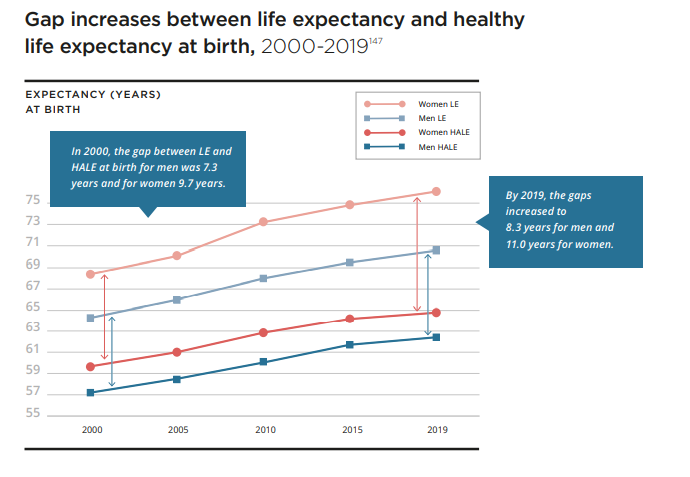 Gap increases between life expectancy and healthy
life expectancy at birth, 2000-2019147
EXPECTANCY (YEARS)
AT BIRTH
Women LE
Men LE
Women HALE
Men HALE
In 2000, the gap between LE and
HALE at birth for men was 7.3
years and for women 9.7 years.
By 2019, the gaps
increased to
8.3 years for men and
11.0 years for women.
75
73
71
69
67
65
63
61
59
57
55
2000 2005 2010 2015 2019